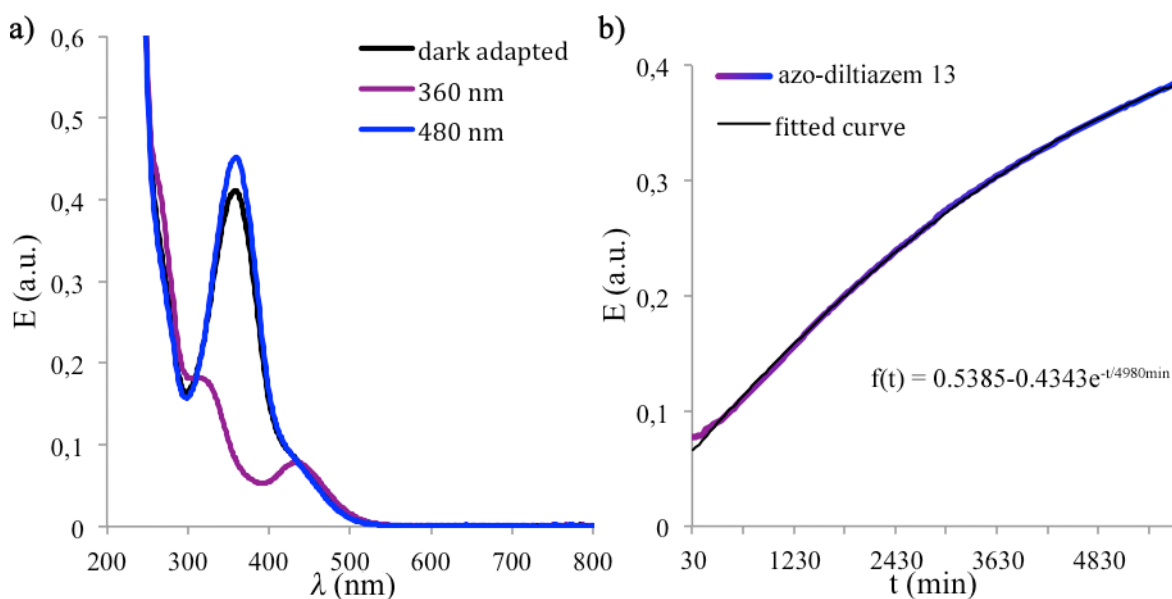 a)
0,6
0,5
0,4
0,3
0,2
0,1
0
E (a.u.)
200 300 400 500 600 700 800
λ (nm)
dark adapted
360 nm
480 nm
b)
0,4
0,3
0,2
0,1
0
E (a.u.)
30 1230 2430 3630 4830
t (min)
azo-diltiazem 13
fitted curve
f(t) = 0.5385-0.4343e^-t/4980min